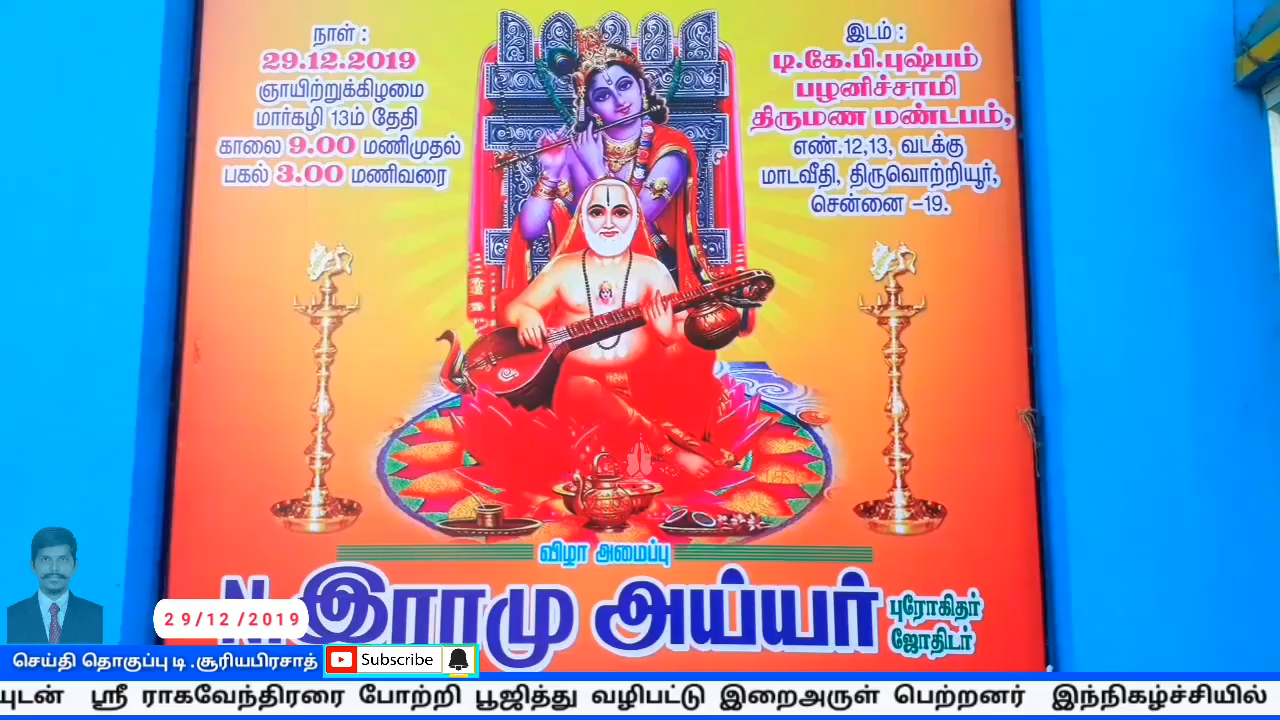 நாள் :
29.12.2019
ஞாயிற்றுக்கிழமை
மார்கழி 13ம் தேதி
காலை 9.00 மணிமுதல்
பகல் 3.00 மணிவரை
இடம் :
டி.கே.பி.புஷ்பம்
பழனிச்சாமி
திருமண மண்டபம்,
எண்.12,13, வடக்கு
மாடவீதி, திருவொற்றியூர்,
சென்னை –19.
விழா அமைப்பு
N. இராமு அய்யர்
புரோகிதர்
ஜோதிடர்
29/12/2019
செய்தி தொகுப்பு டி .சூரியபிரசாத்
Subscribe
யுடன் ஸ்ரீ ராகவேந்திரரை போற்றி பூஜித்து வழிபட்டு இறைஅருள் பெற்றனர் இந்நிகழ்ச்சியில்